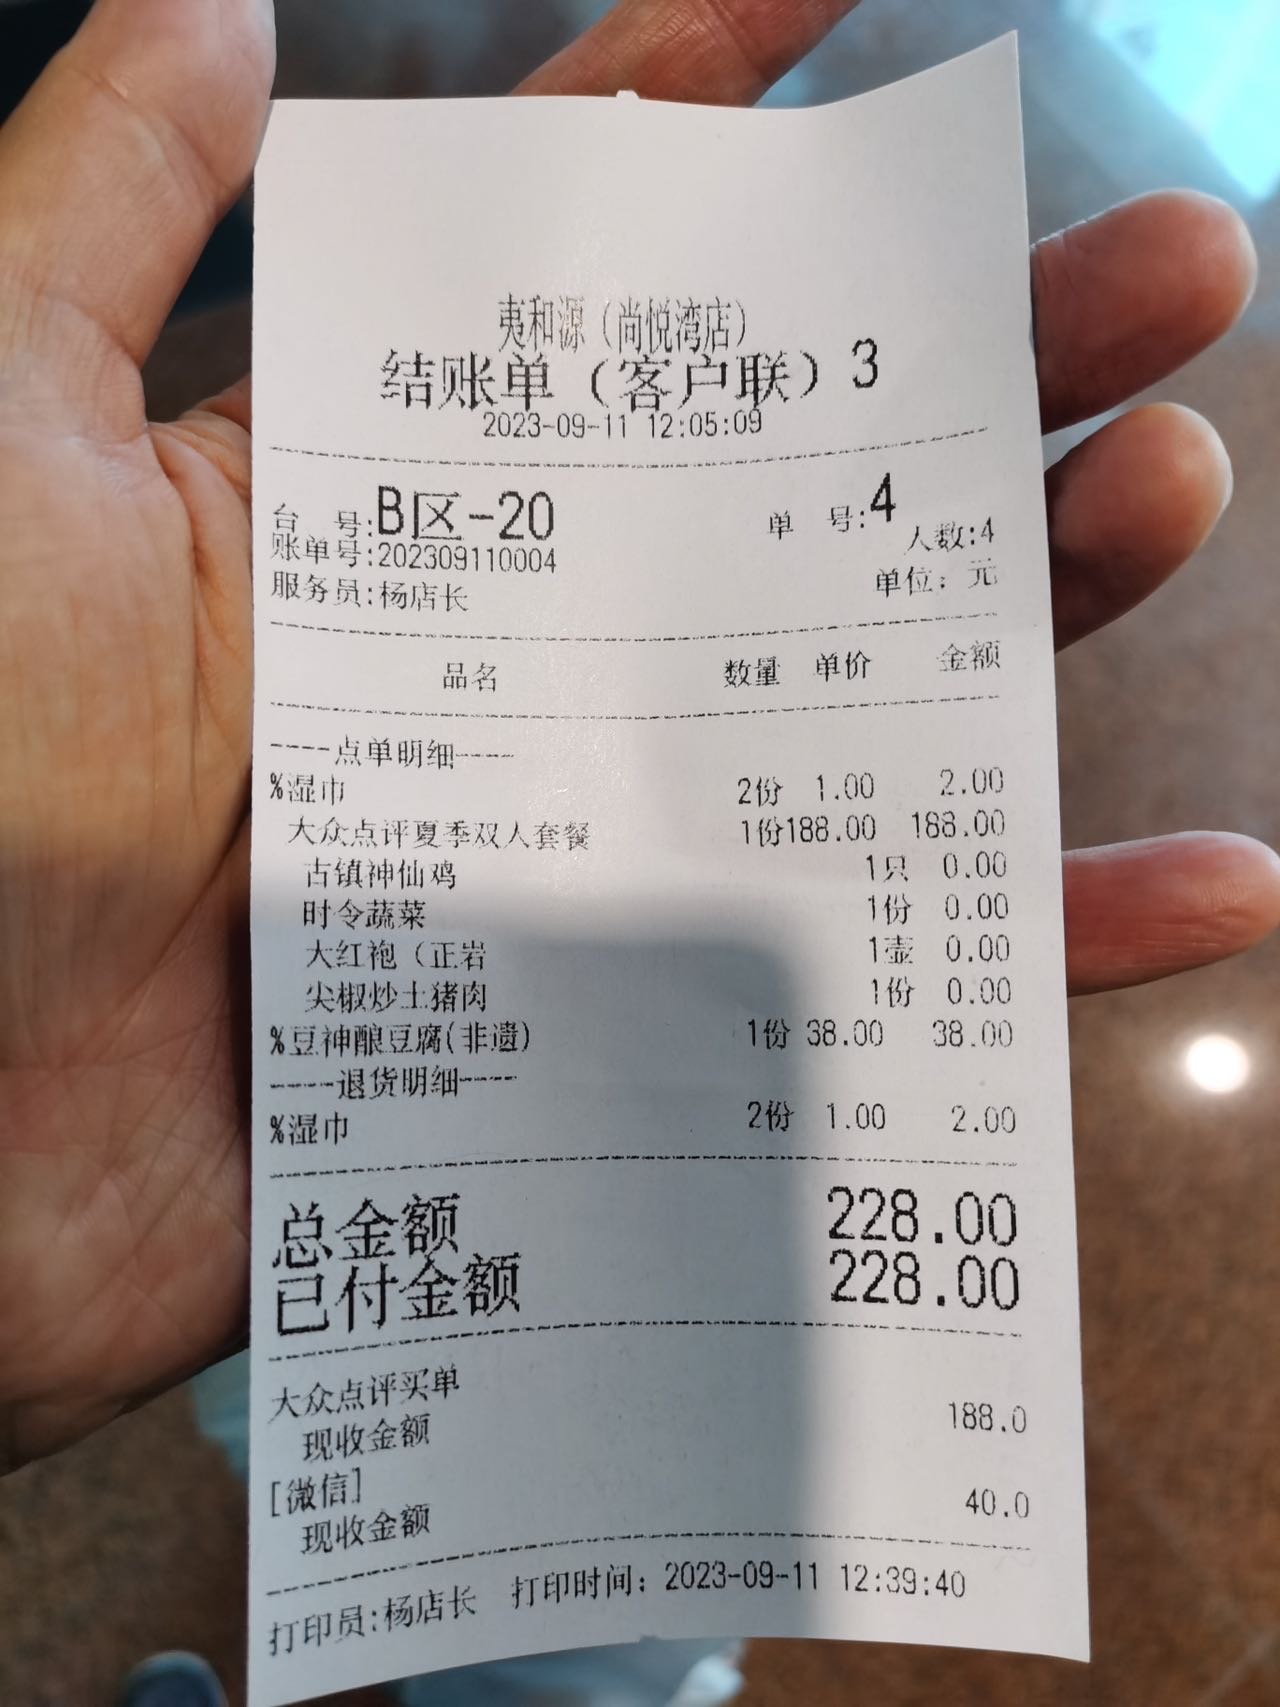 夷和源（尚悦湾店）
结账单（客户联）3
2023-09-11 12:05:09
台 号:B区-20 单 号:4
账单号:202309110004 人数:4
服务员:杨店长 单位：元
品名 数量 单价 金额
----点单明细----
%湿巾 2份 1.00 2.00
大众点评夏季双人套餐 1份188.00 188.00
古镇神仙鸡 1只 0.00
时令蔬菜 1份 0.00
大红袍（正岩 1壶 0.00
尖椒炒土猪肉 1份 0.00
%豆神酿豆腐(非遗) 1份 38.00 38.00
----退货明细----
%湿巾 2份 1.00 2.00
总金额 228.00
已付金额 228.00
大众点评买单
现收金额 188.0
[微信]
现收金额 40.0
打印员:杨店长 打印时间：2023-09-11 12:39:40